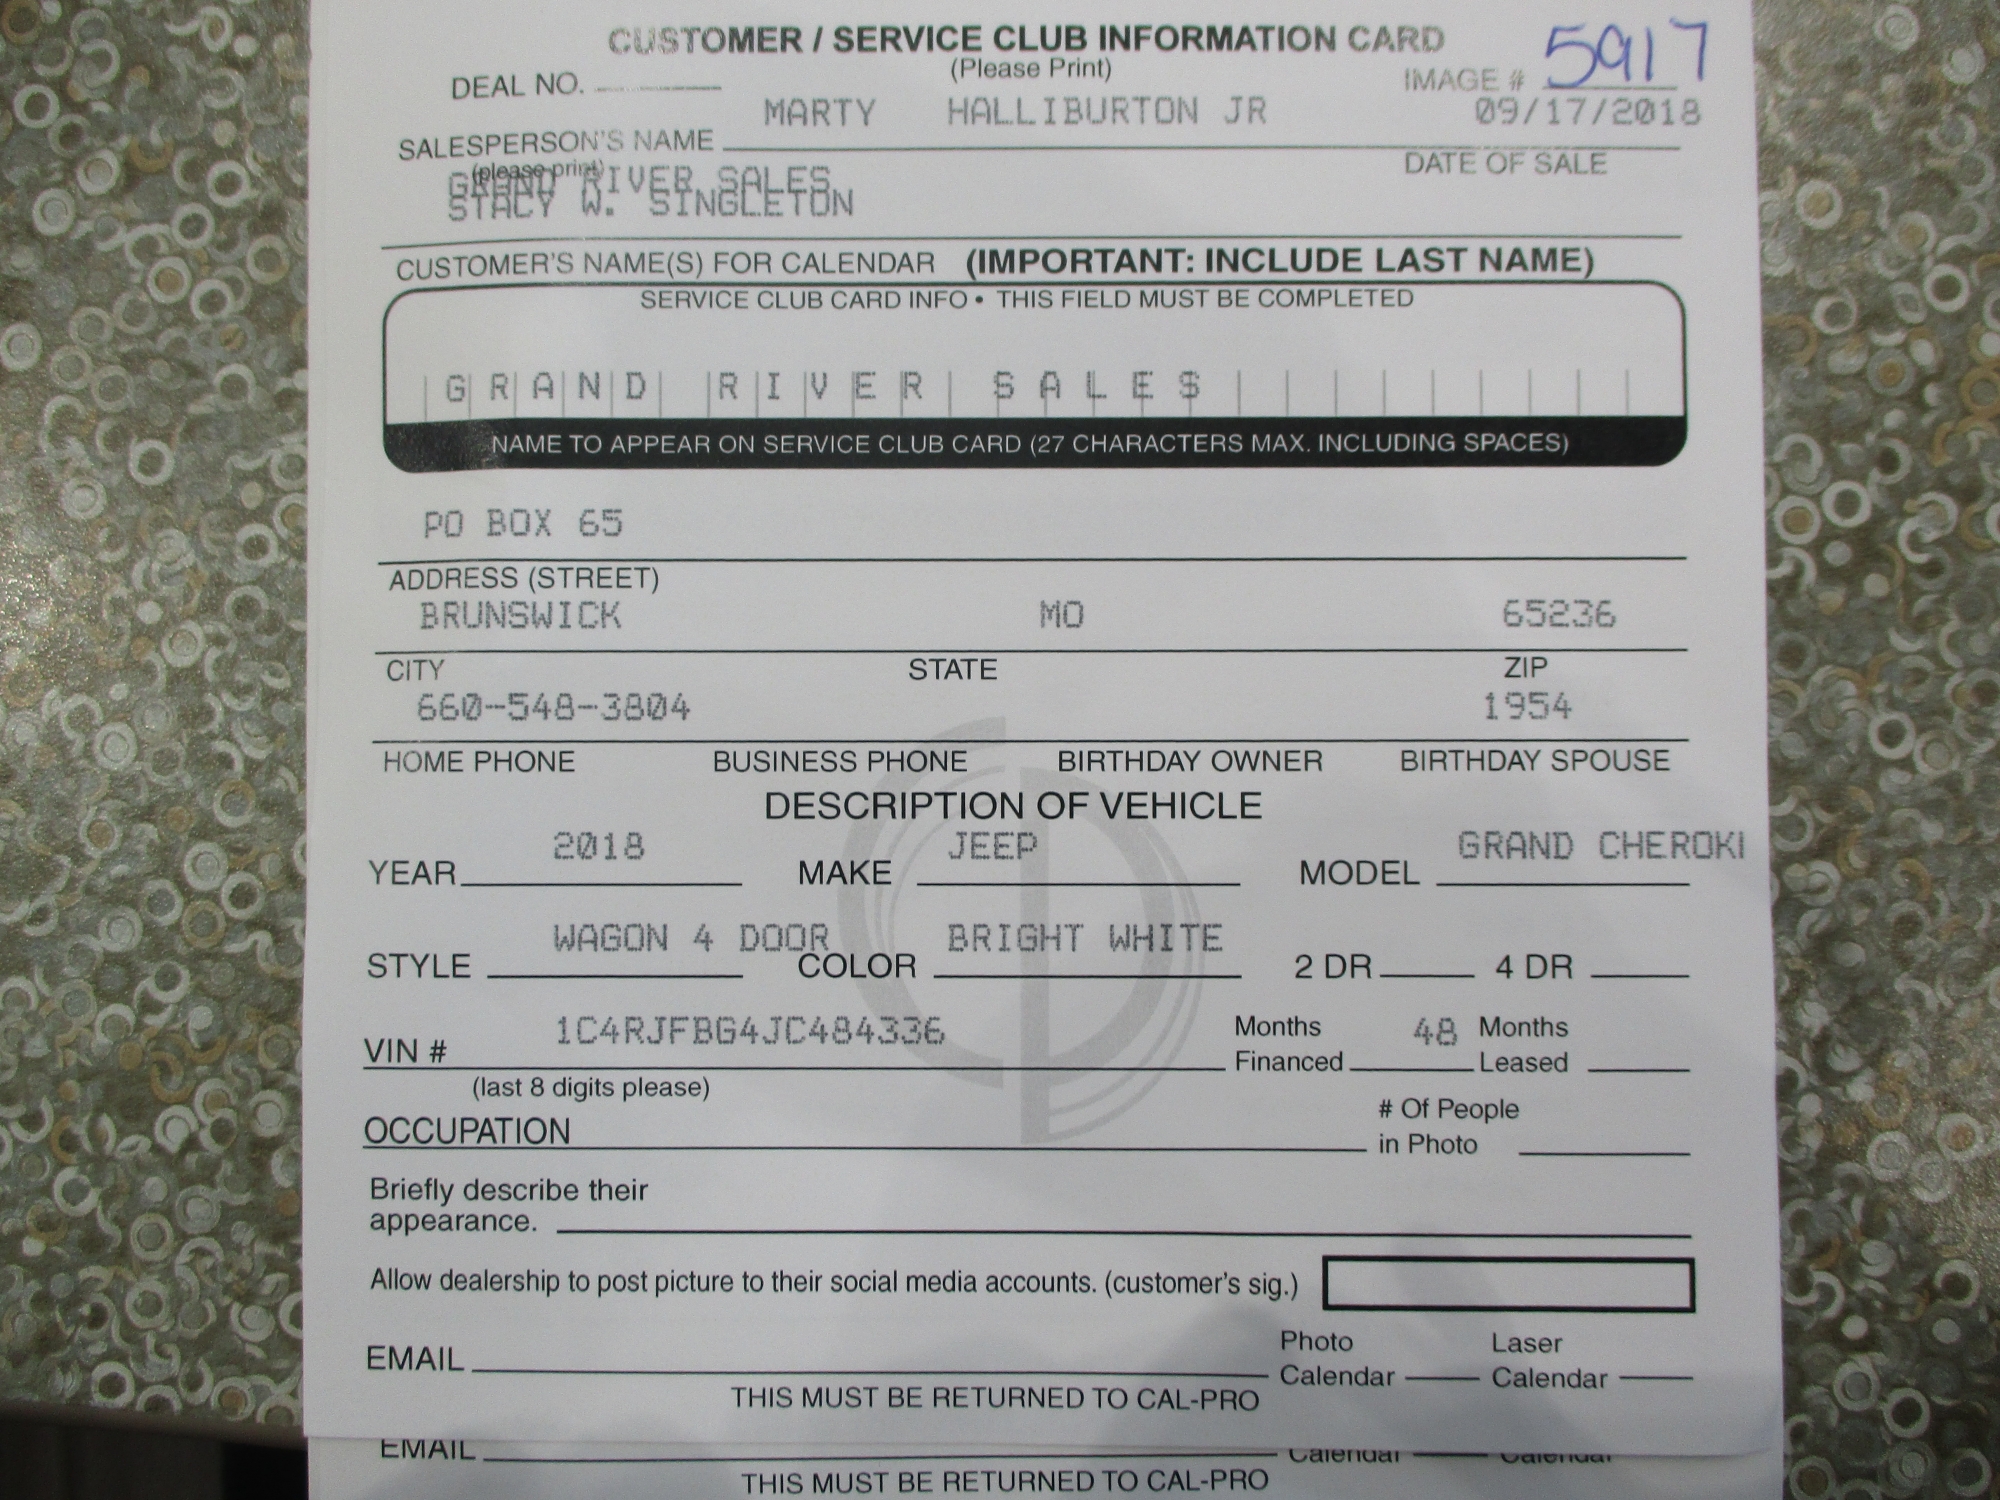 CUSTOMER / SERVICE CLUB INFORMATION CARD
(Please Print)
DEAL NO.
IMAGE # 5917
MARTY HALLIBURTON JR
09/17/2018
SALESPERSON'S NAME
(please print)
DATE OF SALE
GRAND RIVER SALES
STACY W. SINGLETON
CUSTOMER'S NAME(S) FOR CALENDAR (IMPORTANT: INCLUDE LAST NAME)
SERVICE CLUB CARD INFO • THIS FIELD MUST BE COMPLETED
GRAND RIVER SALES
NAME TO APPEAR ON SERVICE CLUB CARD (27 CHARACTERS MAX. INCLUDING SPACES)
PO BOX 65
ADDRESS (STREET)
BRUNSWICK MO 65236
CITY STATE ZIP
660-548-3804 1954
HOME PHONE BUSINESS PHONE BIRTHDAY OWNER BIRTHDAY SPOUSE
DESCRIPTION OF VEHICLE
2018 JEEP GRAND CHEROKI
YEAR MAKE MODEL
WAGON 4 DOOR BRIGHT WHITE
STYLE COLOR 2 DR 4 DR
1C4RJFBG4JC484336
VIN #
Months Financed 48 Months Leased
(last 8 digits please)
OCCUPATION
# Of People in Photo
Briefly describe their
appearance.
Allow dealership to post picture to their social media accounts. (customer's sig.)
EMAIL
Photo Calendar Laser Calendar
THIS MUST BE RETURNED TO CAL-PRO
EMAIL Calendar Calendar
THIS MUST BE RETURNED TO CAL-PRO